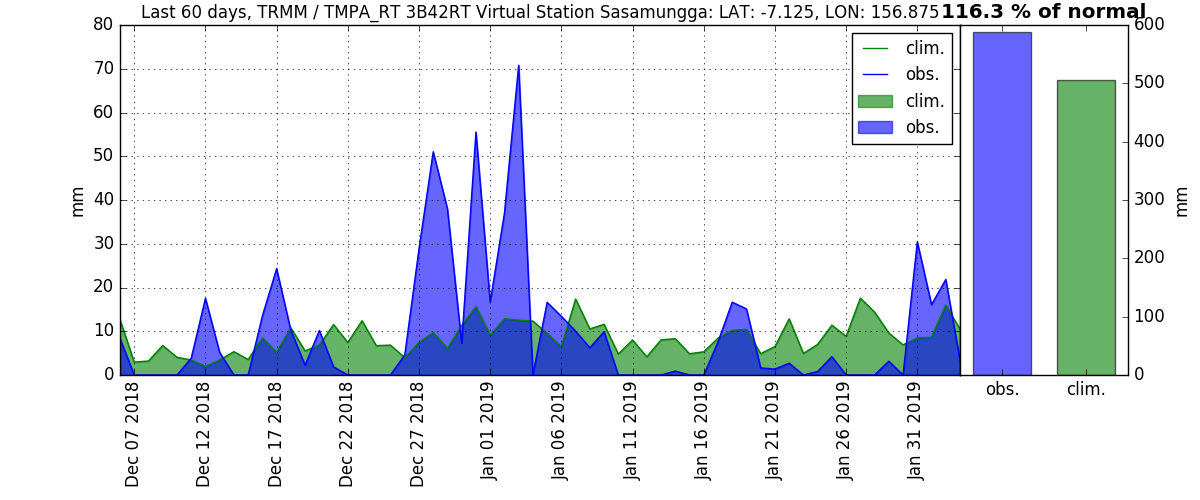 Last 60 days, TRMM / TMPA_RT 3B42RT Virtual Station Sasamungga: LAT: -7.125, LON: 156.875
116.3 % of normal
80
70
60
50
40
30
20
10
0
mm
clim.
obs.
clim.
obs.
Dec 07 2018
Dec 12 2018
Dec 17 2018
Dec 22 2018
Dec 27 2018
Jan 01 2019
Jan 06 2019
Jan 11 2019
Jan 16 2019
Jan 21 2019
Jan 26 2019
Jan 31 2019
600
500
400
300
200
100
0
mm
obs.
clim.